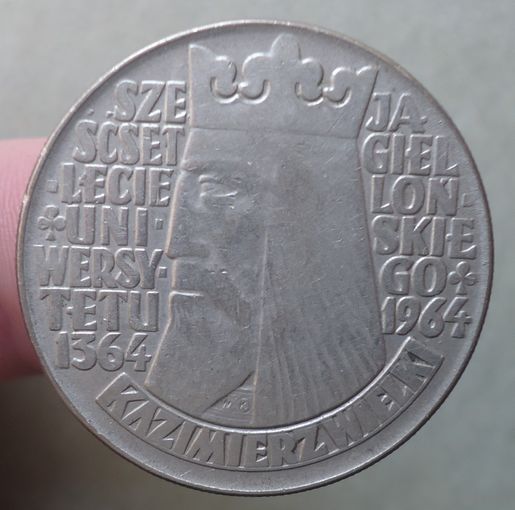 SZE
ŚCSET
LECIE
UNI-
WERSY-
TETU
1364
JA-
GIEL
LOŃ-
SKIE
GO
1964
KAZIMIERZ WIELKI